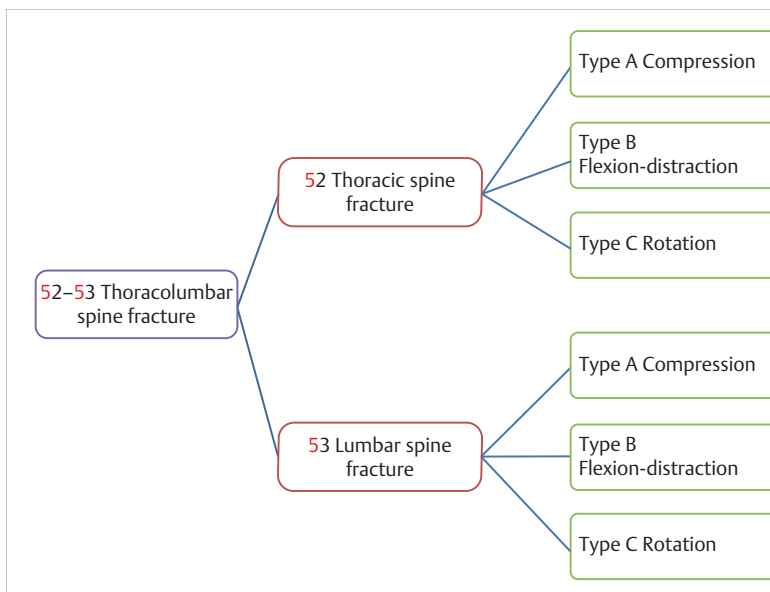 52–53 Thoracolumbar
spine fracture
52 Thoracic spine
fracture
Type A Compression
Type B
Flexion-distraction
Type C Rotation
53 Lumbar spine
fracture
Type A Compression
Type B
Flexion-distraction
Type C Rotation